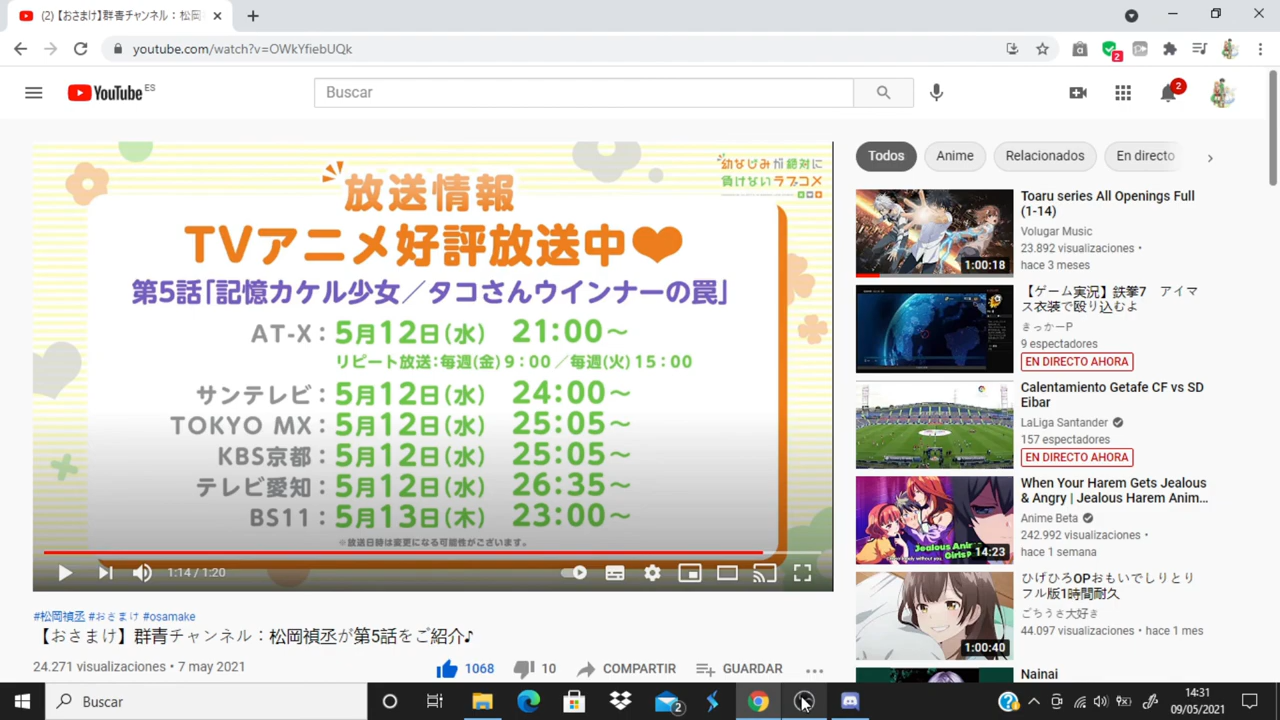 (2) 【おさまけ】群青チャンネル：松岡
youtube.com/watch?v=OWkYfiebUQk
2
YouTube ES
Buscar
2
放送情報
幼なじみが絶対に
負けないラブコメ
TVアニメ好評放送中
第5話「記憶カケル少女／タコさんウインナーの罠」
AT-X：5月12日(水) 21:00～
リピート放送：毎週(金)9：00／毎週(火)15：00
サンテレビ：5月12日(水) 24:00～
TOKYO MX：5月12日(水) 25:05～
KBS京都：5月12日(水) 25:05～
テレビ愛知：5月12日(水) 26:35～
BS11：5月13日(木) 23:00～
※放送日時は変更になる可能性がございます。
1:14 / 1:20
#松岡禎丞 #おさまけ #osamake
【おさまけ】群青チャンネル：松岡禎丞が第5話をご紹介♪
24.271 visualizaciones • 7 may 2021
1068
10
COMPARTIR
GUARDAR
Todos
Anime
Relacionados
En directo
Toaru series All Openings Full
(1-14)
Volugar Music
23.892 visualizaciones •
hace 3 meses
1:00:18
【ゲーム実況】鉄拳7　アイマ
ス衣装で殴り込むよ
きっかーP
9 espectadores
EN DIRECTO AHORA
Calentamiento Getafe CF vs SD
Eibar
LaLiga Santander
157 espectadores
EN DIRECTO AHORA
When Your Harem Gets Jealous
& Angry | Jealous Harem Anim...
Anime Beta
242.992 visualizaciones •
hace 1 semana
14:23
ひげひろOPおもいでしりとり
フル版1時間耐久
ごちうさ大好き
44.097 visualizaciones • hace 1 mes
1:00:40
Nainai
Buscar
2
14:31
09/05/2021